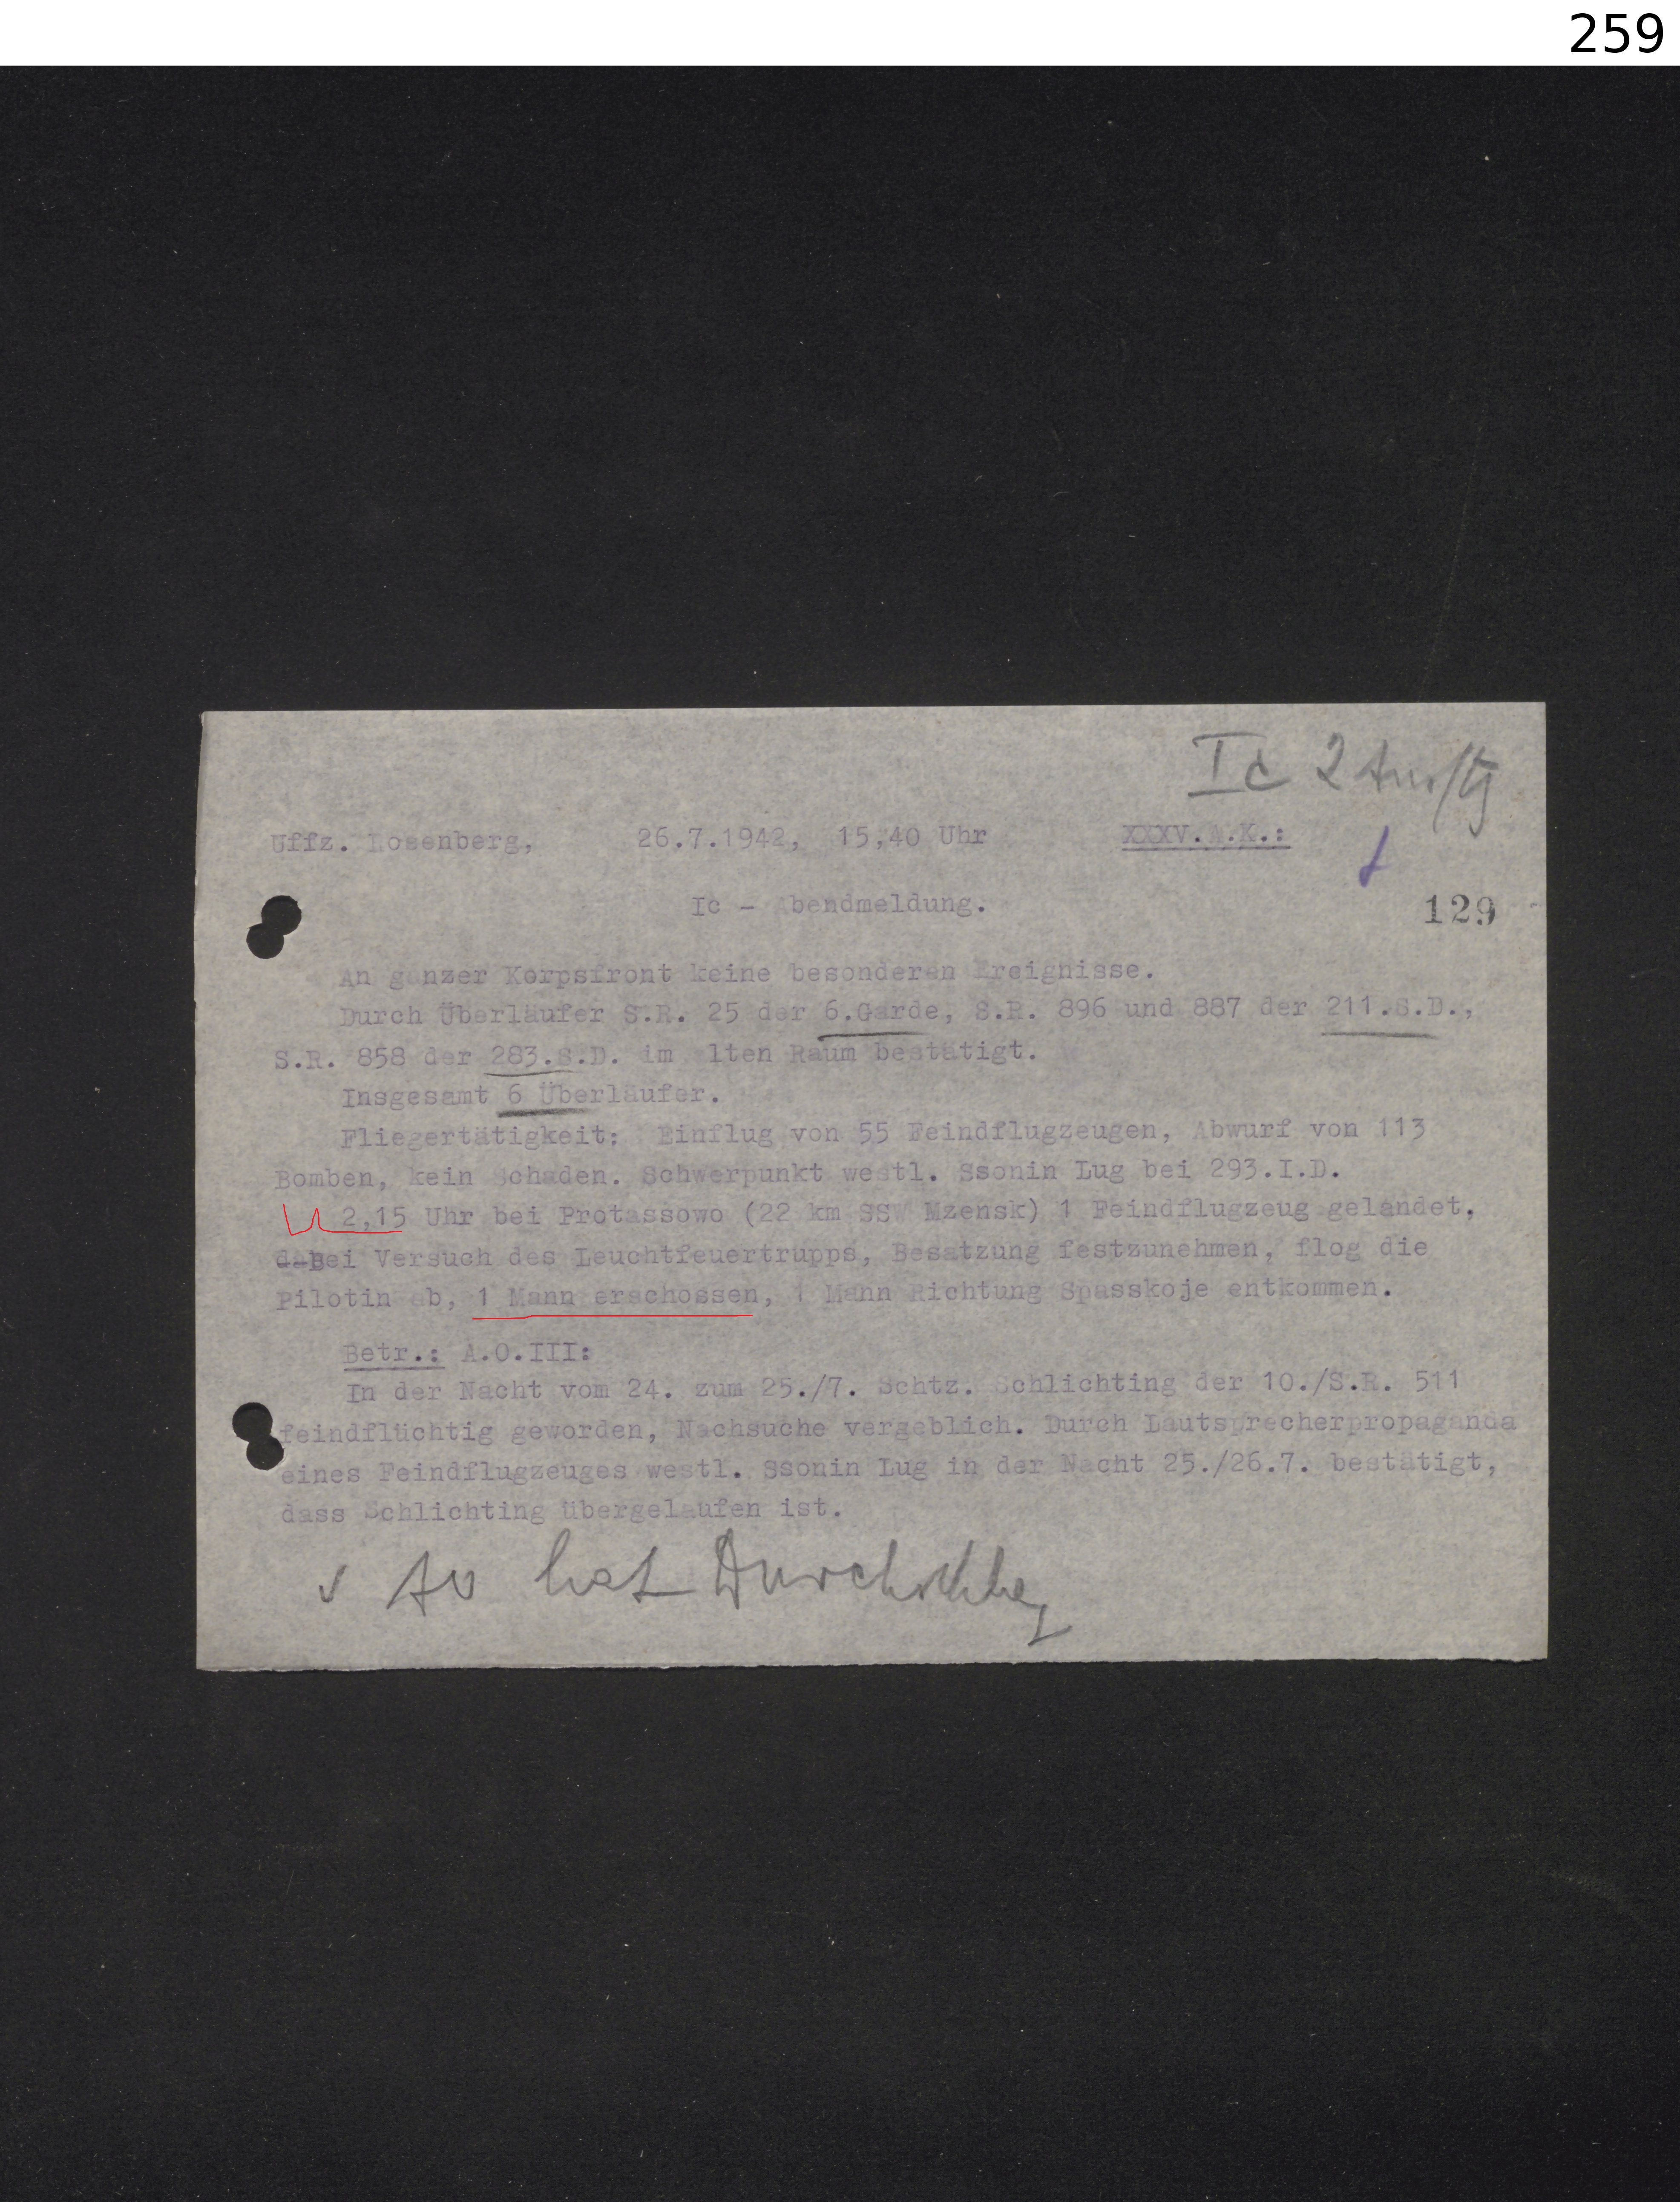 259
Ic 2
Uffz. Rosenberg, 26.7.1942, 15,40 Uhr XXXV.A.K.:
Ic - Abendmeldung.
129
An ganzer Korpsfront keine besonderen Ereignisse.
Durch Überläufer S.R. 25 der 6.Garde, S.R. 896 und 887 der 211.S.D.,
S.R. 858 der 283.S.D. im alten Raum bestätigt.
Insgesamt 6 Überläufer.
Fliegertätigkeit: Einflug von 55 Feindflugzeugen, Abwurf von 113
Bomben, kein Schaden. Schwerpunkt westl. Ssonin Lug bei 293.I.D.
2,15 Uhr bei Protassowo (22 km SSW Mzensk) 1 Feindflugzeug gelandet,
Bei Versuch des Leuchtfeuertrupps, Besatzung festzunehmen, flog die
Pilotin ab, 1 Mann erschossen, 1 Mann Richtung Spasskoje entkommen.
Betr.: A.O.III:
In der Nacht vom 24. zum 25./7. Schtz. Schlichting der 10./S.R. 511
feindflüchtig geworden, Nachsuche vergeblich. Durch Lautsprecherpropaganda
eines Feindflugzeuges westl. Ssonin Lug in der Nacht 25./26.7. bestätigt,
dass Schlichting übergelaufen ist.
hat